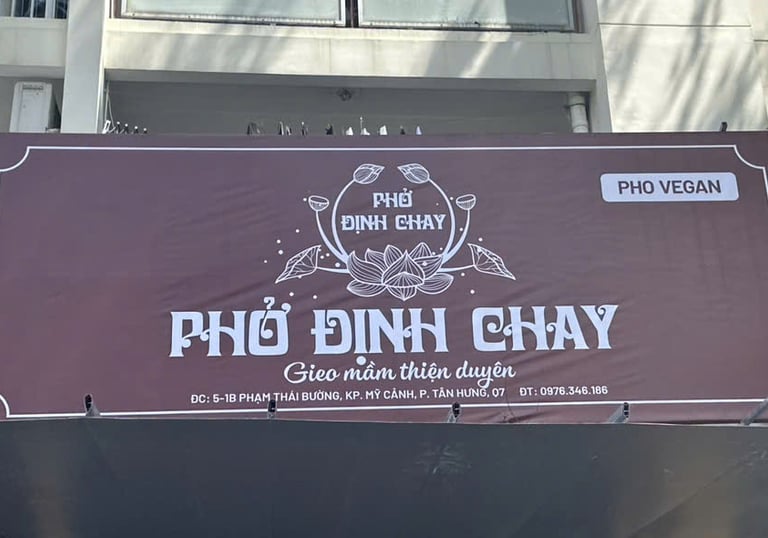 PHỞ
ĐỊNH CHAY
PHO VEGAN
PHỞ ĐỊNH CHAY
Gieo mầm thiện duyên
ĐC: 5-1B PHẠM THÁI BƯỜNG, KP. MỸ CẢNH, P. TÂN HƯNG, Q7 ĐT: 0976.346.186